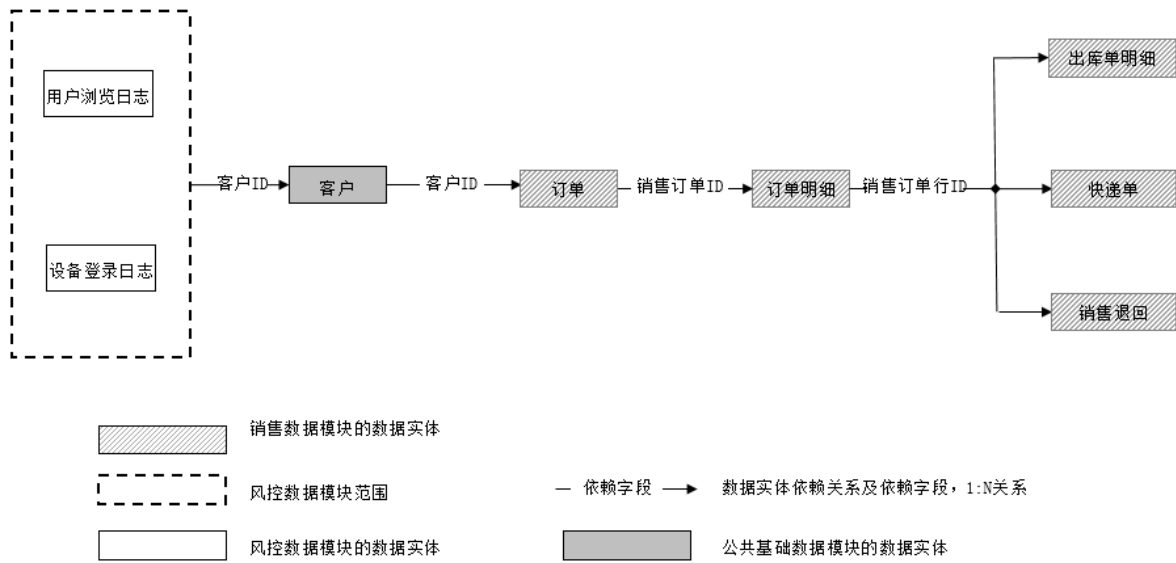 出库单明细
用户浏览日志
客户ID
客户
客户ID
订单
销售订单ID
订单明细
销售订单行ID
快递单
设备登录日志
销售退回
销售数据模块的数据实体
风控数据模块范围
依赖字段
数据实体依赖关系及依赖字段，1:N关系
风控数据模块的数据实体
公共基础数据模块的数据实体